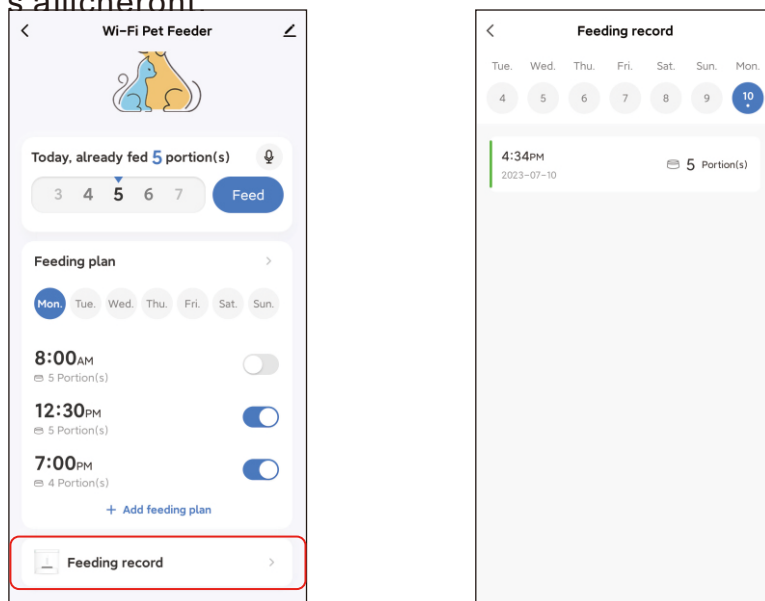 s'afficheront.
Wi-Fi Pet Feeder
Today, already fed 5 portion(s)
3 4 5 6 7
Feed
Feeding plan
Mon. Tue. Wed. Thu. Fri. Sat. Sun.
8:00AM
5 Portion(s)
12:30PM
5 Portion(s)
7:00PM
4 Portion(s)
+ Add feeding plan
Feeding record
Feeding record
Tue. Wed. Thu. Fri. Sat. Sun. Mon.
4 5 6 7 8 9 10
4:34PM
2023-07-10
5 Portion(s)